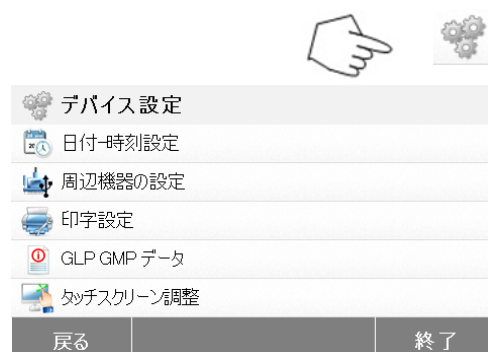 デバイス設定
日付-時刻設定
周辺機器の設定
印字設定
GLP GMP データ
タッチスクリーン調整
戻る 終了